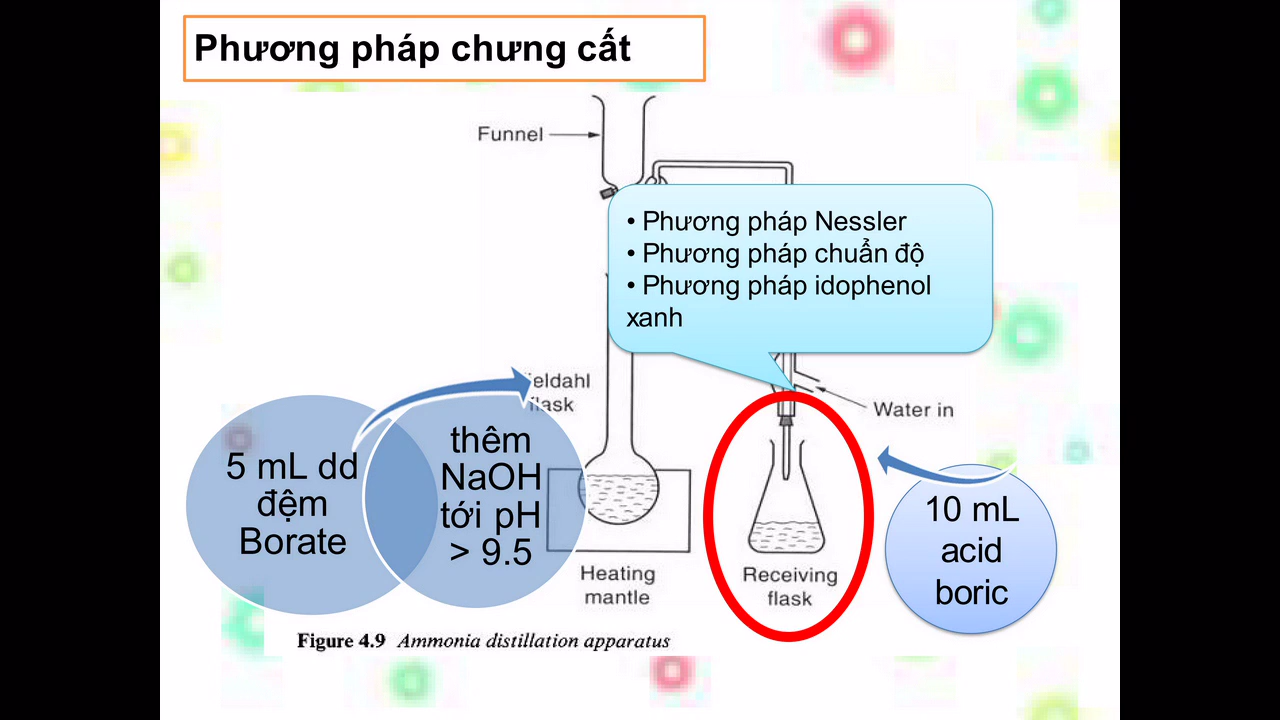 Phương pháp chưng cất
Funnel
• Phương pháp Nessler
• Phương pháp chuẩn độ
• Phương pháp idophenol
xanh
Water in
5 mL dd
đệm
Borate
thêm
NaOH
tới pH
> 9.5
10 mL
acid
boric
Heating
mantle
Receiving
flask
Figure 4.9 Ammonia distillation apparatus